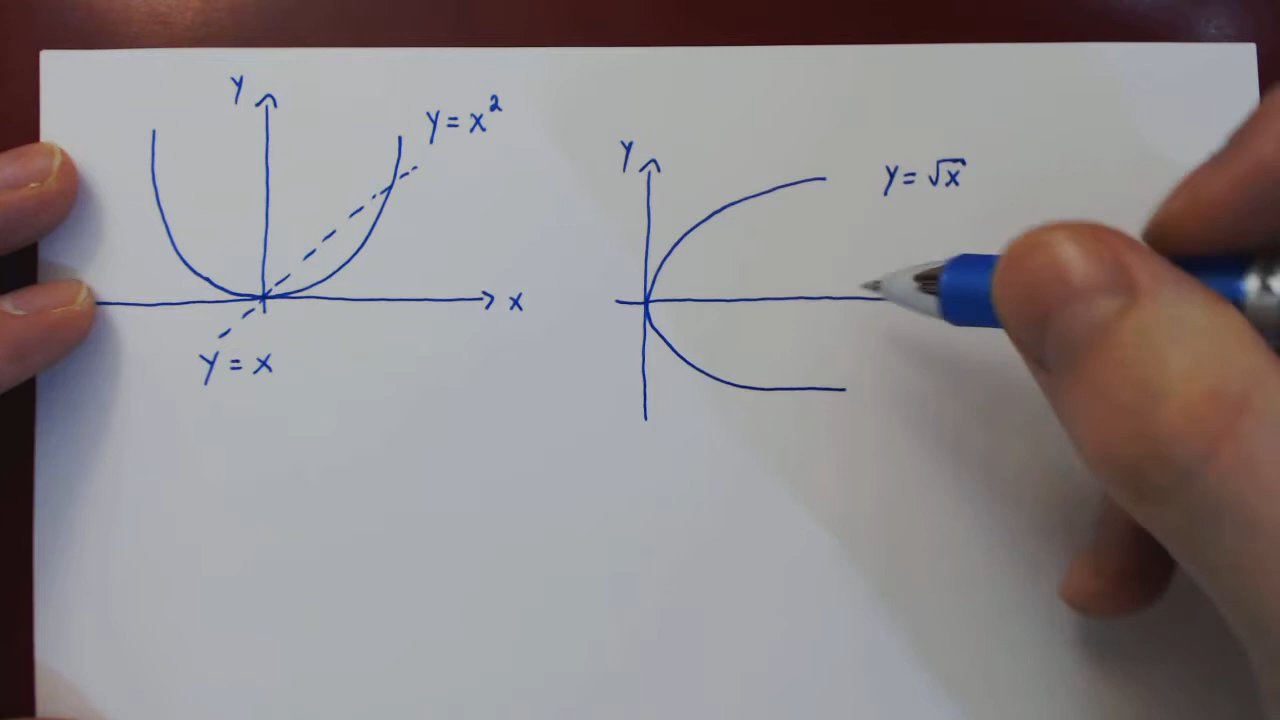 y
y = x²
x
y = x
y
y = √x